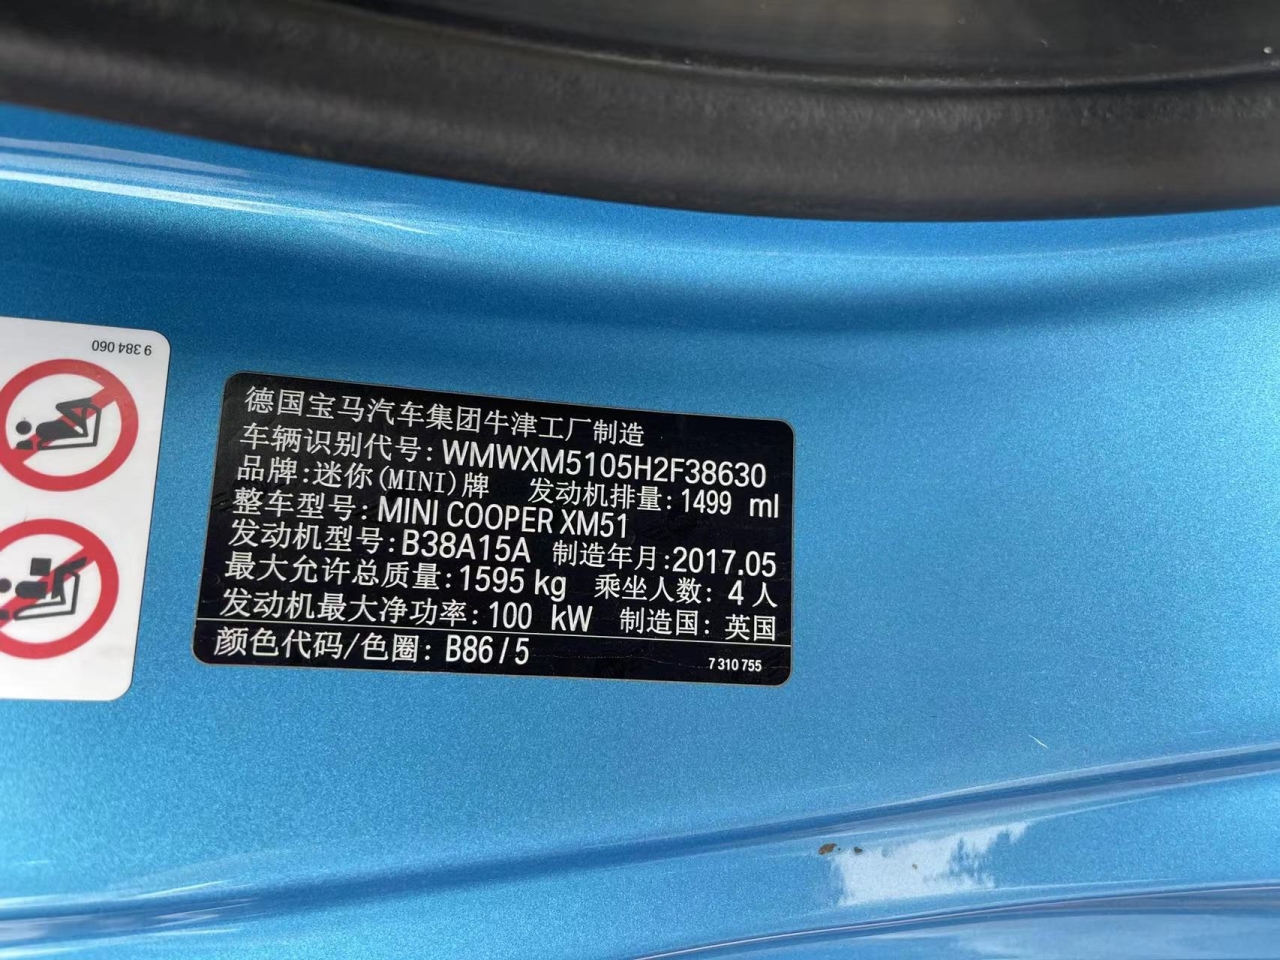 9 384 060
德国宝马汽车集团牛津工厂制造
车辆识别代号: WMWXM5105H2F38630
品牌:迷你(MINI)牌 发动机排量: 1499 ml
整车型号: MINI COOPER XM51
发动机型号: B38A15A 制造年月:2017.05
最大允许总质量:1595 kg 乘坐人数: 4 人
发动机最大净功率: 100 kW 制造国: 英国
颜色代码/色圈: B86/5
7 310 755